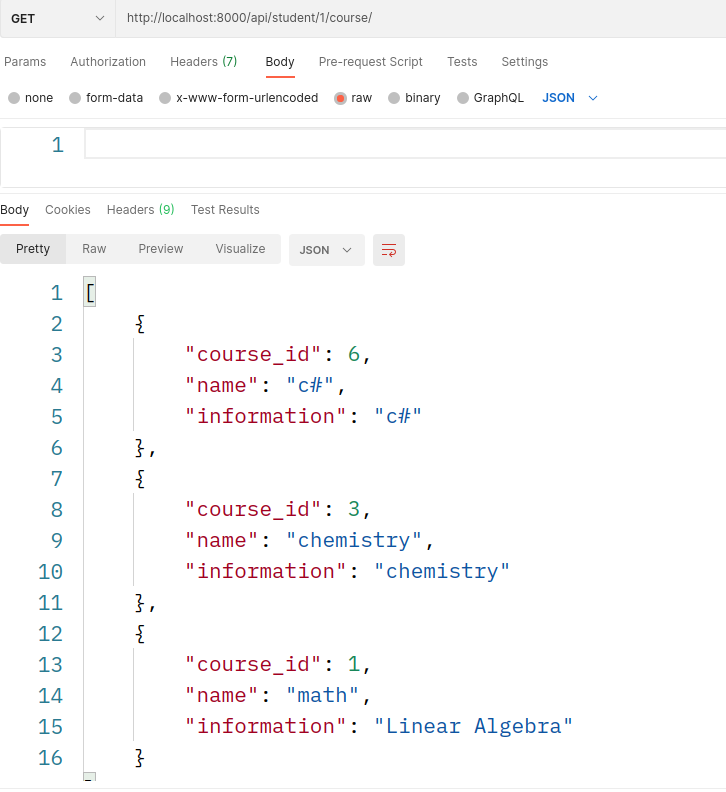 GET http://localhost:8000/api/student/1/course/
Params Authorization Headers (7) Body Pre-request Script Tests Settings
none form-data x-www-form-urlencoded raw binary GraphQL JSON
1
Body Cookies Headers (9) Test Results
Pretty Raw Preview Visualize JSON
1 [
2 {
3 "course_id": 6,
4 "name": "c#",
5 "information": "c#"
6 },
7 {
8 "course_id": 3,
9 "name": "chemistry",
10 "information": "chemistry"
11 },
12 {
13 "course_id": 1,
14 "name": "math",
15 "information": "Linear Algebra"
16 }